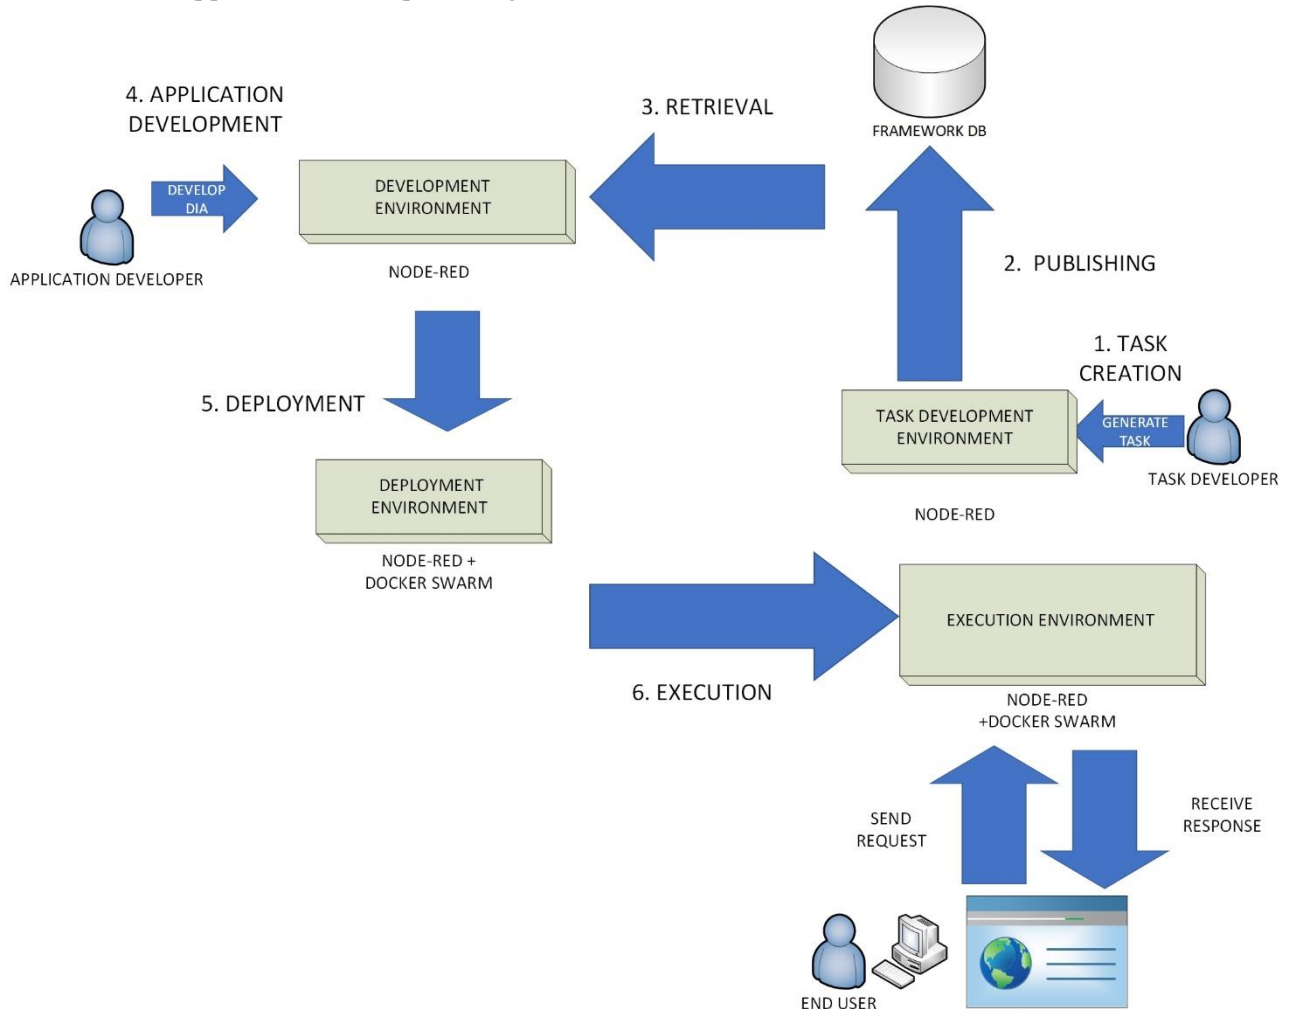 4. APPLICATION
DEVELOPMENT
3. RETRIEVAL
FRAMEWORK DB
DEVELOP
DIA
DEVELOPMENT
ENVIRONMENT
APPLICATION DEVELOPER
NODE-RED
2. PUBLISHING
1. TASK
CREATION
5. DEPLOYMENT
TASK DEVELOPMENT
ENVIRONMENT
GENERATE
TASK
TASK DEVELOPER
NODE-RED
DEPLOYMENT
ENVIRONMENT
NODE-RED +
DOCKER SWARM
EXECUTION ENVIRONMENT
6. EXECUTION
NODE-RED
+DOCKER SWARM
SEND
REQUEST
RECEIVE
RESPONSE
END USER